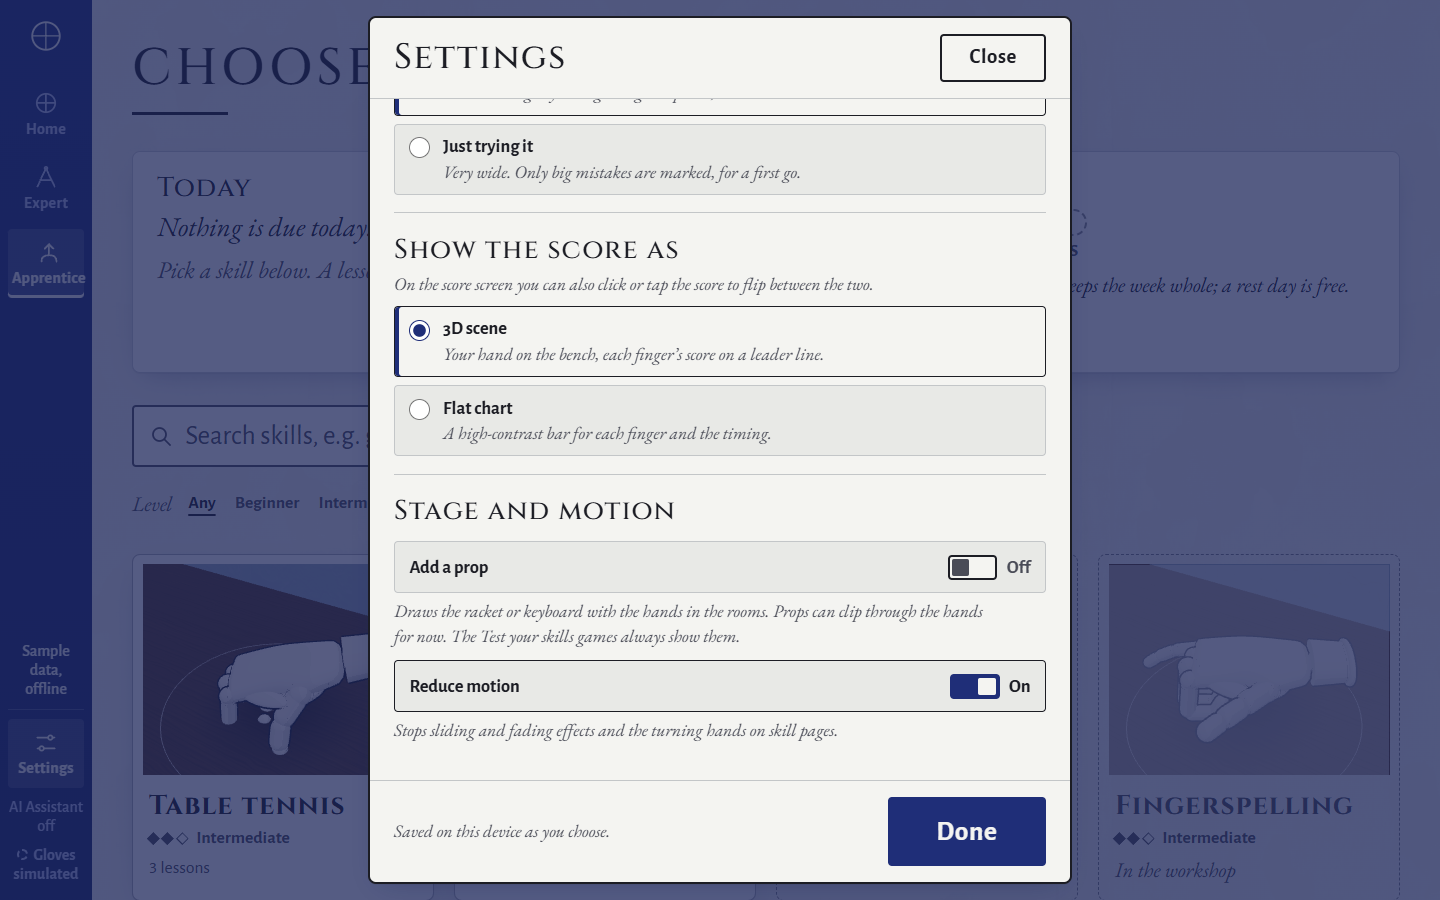 CHOOSE
Home
Expert
Apprentice
Sample
data,
offline
Settings
AI Assistant
off
Gloves
simulated
Today
Nothing is due today.
Pick a skill below. A
eeps the week whole; a rest day is free.
Search skills, e.g.
Level Any Beginner
Table tennis
Intermediate
3 lessons
Fingerspelling
Intermediate
In the workshop
Settings
Close
Just trying it
Very wide. Only big mistakes are marked, for a first go.
Show the score as
On the score screen you can also click or tap the score to flip between the two.
3D scene
Your hand on the bench, each finger’s score on a leader line.
Flat chart
A high-contrast bar for each finger and the timing.
Stage and motion
Add a prop Off
Draws the racket or keyboard with the hands in the rooms. Props can clip through the hands
for now. The Test your skills games always show them.
Reduce motion On
Stops sliding and fading effects and the turning hands on skill pages.
Saved on this device as you choose.
Done